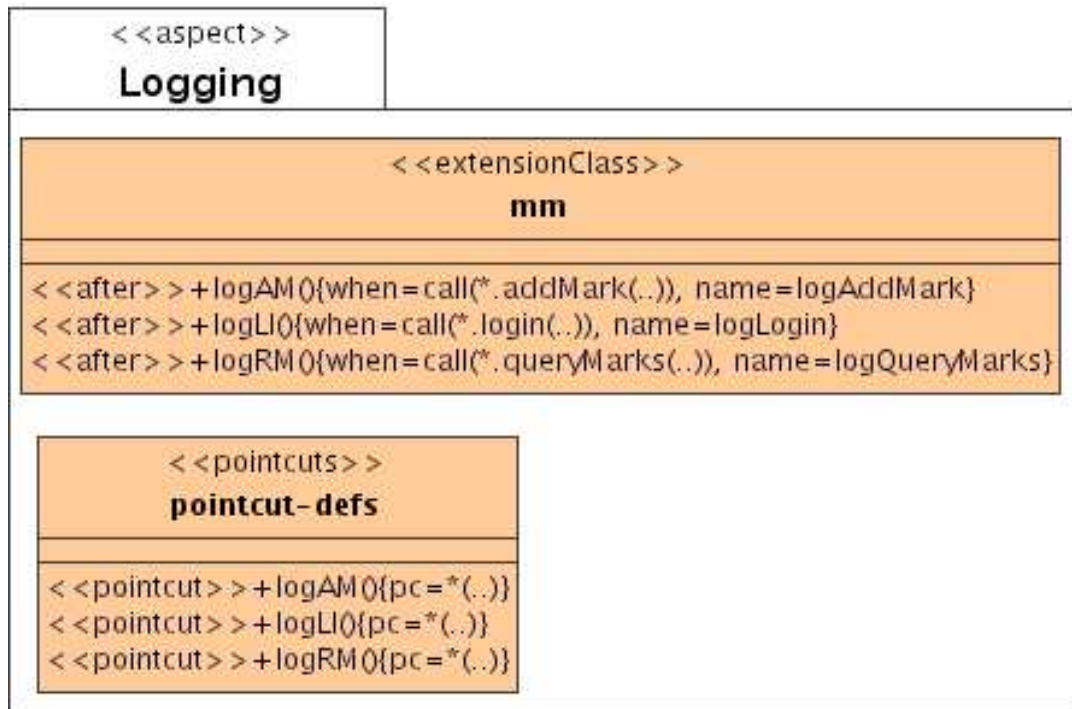 < <aspect> >
Logging
< <extensionClass> >
mm
< <after> >+logAM(){when=call(*.addMark(..)), name=logAddMark}
< <after> >+logLI(){when=call(*.login(..)), name=logLogin}
< <after> >+logRM(){when=call(*.queryMarks(..)), name=logQueryMarks}
< <pointcuts> >
pointcut-defs
< <pointcut> >+logAM(){pc=*(..)}
< <pointcut> >+logLI(){pc=*(..)}
< <pointcut> >+logRM(){pc=*(..)}